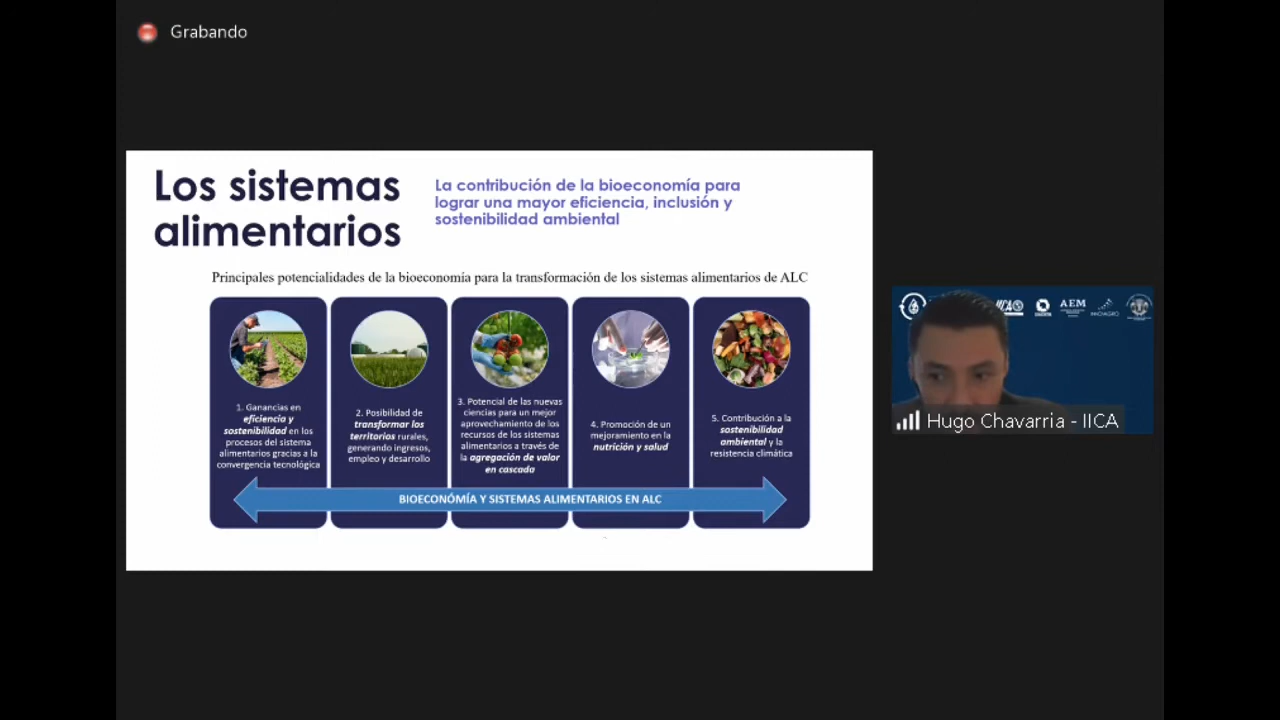 Grabando
Los sistemas
alimentarios
La contribución de la bioeconomía para
lograr una mayor eficiencia, inclusión y
sostenibilidad ambiental
Principales potencialidades de la bioeconomía para la transformación de los sistemas alimentarios de ALC
1. Ganancias en
eficiencia y
sostenibilidad en los
procesos del sistema
alimentarios gracias a la
convergencia tecnológica
2. Posibilidad de
transformar los
territorios rurales,
generando ingresos,
empleo y desarrollo
3. Potencial de las nuevas
ciencias para un mejor
aprovechamiento de los
recursos de los sistemas
alimentarios a través de
la agregación de valor
en cascada
4. Promoción de un
mejoramiento en la
nutrición y salud
5. Contribución a la
sostenibilidad
ambiental y la
resistencia climática
BIOECONÓMÍA Y SISTEMAS ALIMENTARIOS EN ALC
IICA
AEM
INNOAGRO
Hugo Chavarria - IICA